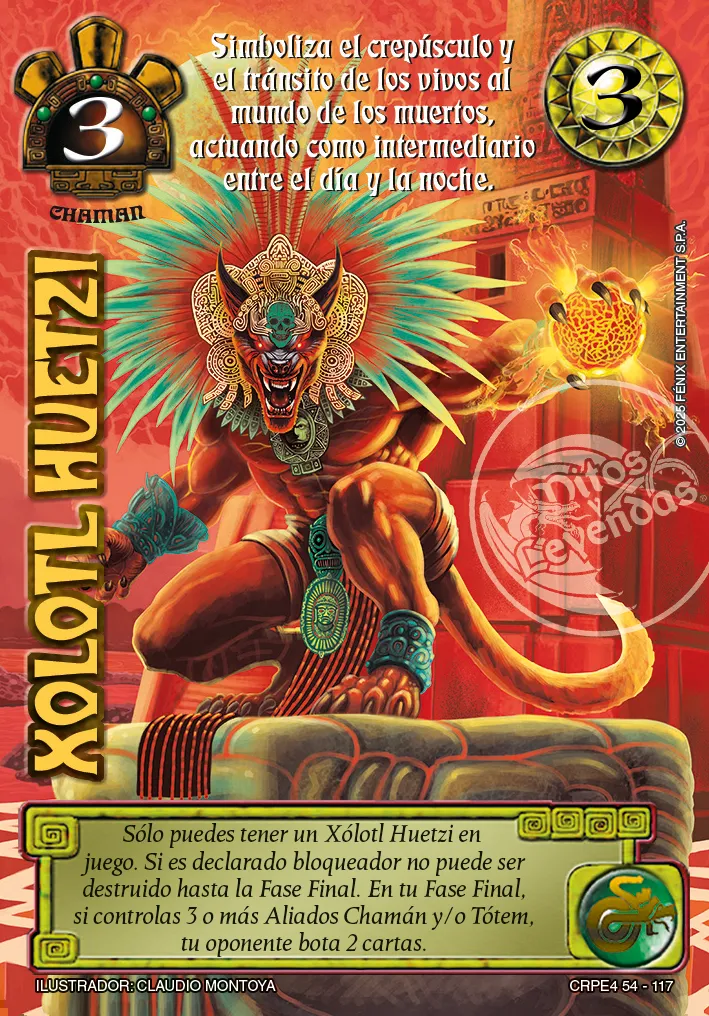 3
Simboliza el crepúsculo y
el tránsito de los vivos al
mundo de los muertos,
actuando como intermediario
entre el día y la noche.
3
CHAMAN
XOLOTL HUETZI
© 2025 FÉNIX ENTERTAINMENT S.P.A.
Mitos
y
Leyendas®
Sólo puedes tener un Xólotl Huetzi en
juego. Si es declarado bloqueador no puede ser
destruido hasta la Fase Final. En tu Fase Final,
si controlas 3 o más Aliados Chamán y/o Tótem,
tu oponente bota 2 cartas.
ILUSTRADOR: CLAUDIO MONTOYA
CRPE4 54 - 117